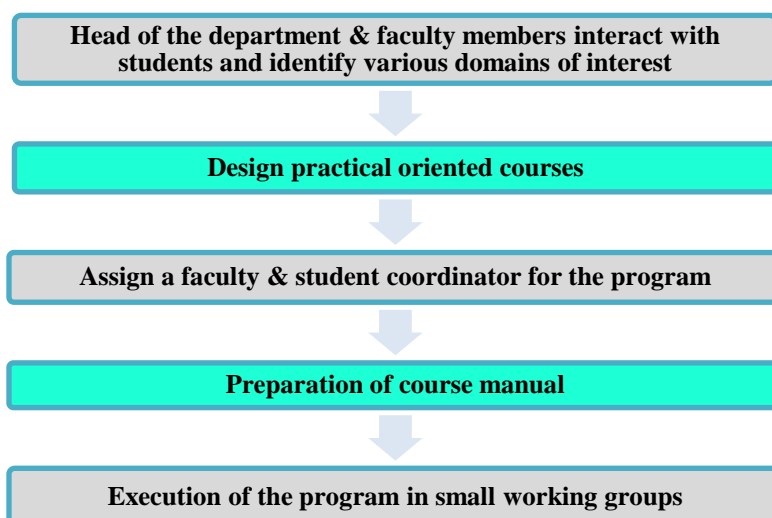 Head of the department & faculty members interact with
students and identify various domains of interest
Design practical oriented courses
Assign a faculty & student coordinator for the program
Preparation of course manual
Execution of the program in small working groups